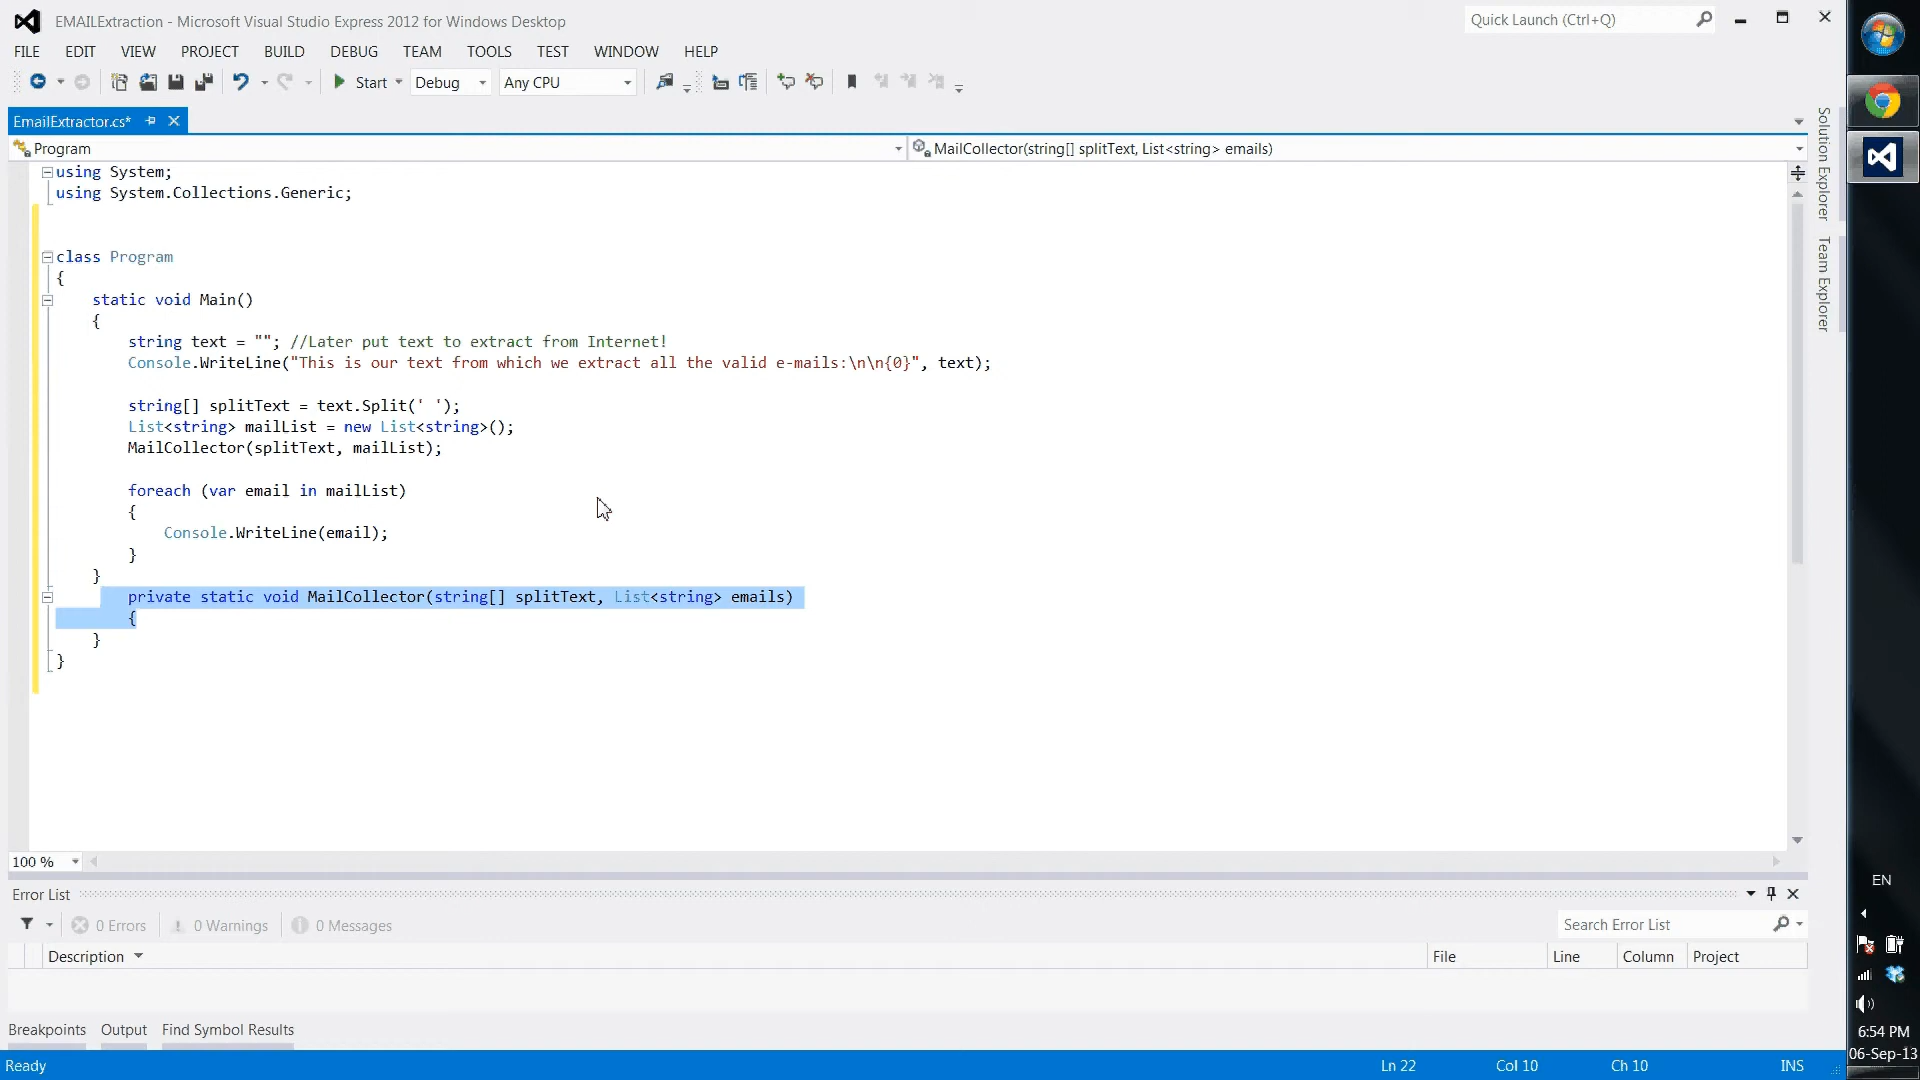 EMAILExtraction - Microsoft Visual Studio Express 2012 for Windows Desktop
Quick Launch (Ctrl+Q)
FILE EDIT VIEW PROJECT BUILD DEBUG TEAM TOOLS TEST WINDOW HELP
Start Debug Any CPU
EmailExtractor.cs*
Program
MailCollector(string[] splitText, List<string> emails)
using System;
using System.Collections.Generic;
class Program
{
static void Main()
{
string text = ""; //Later put text to extract from Internet!
Console.WriteLine("This is our text from which we extract all the valid e-mails:\n\n{0}", text);
string[] splitText = text.Split(' ');
List<string> mailList = new List<string>();
MailCollector(splitText, mailList);
foreach (var email in mailList)
{
Console.WriteLine(email);
}
}
private static void MailCollector(string[] splitText, List<string> emails)
{
}
}
Solution Explorer
Team Explorer
100 %
Error List
0 Errors 0 Warnings 0 Messages
Search Error List
Description File Line Column Project
Breakpoints Output Find Symbol Results
Ready Ln 22 Col 10 Ch 10 INS
EN
6:54 PM
06-Sep-13